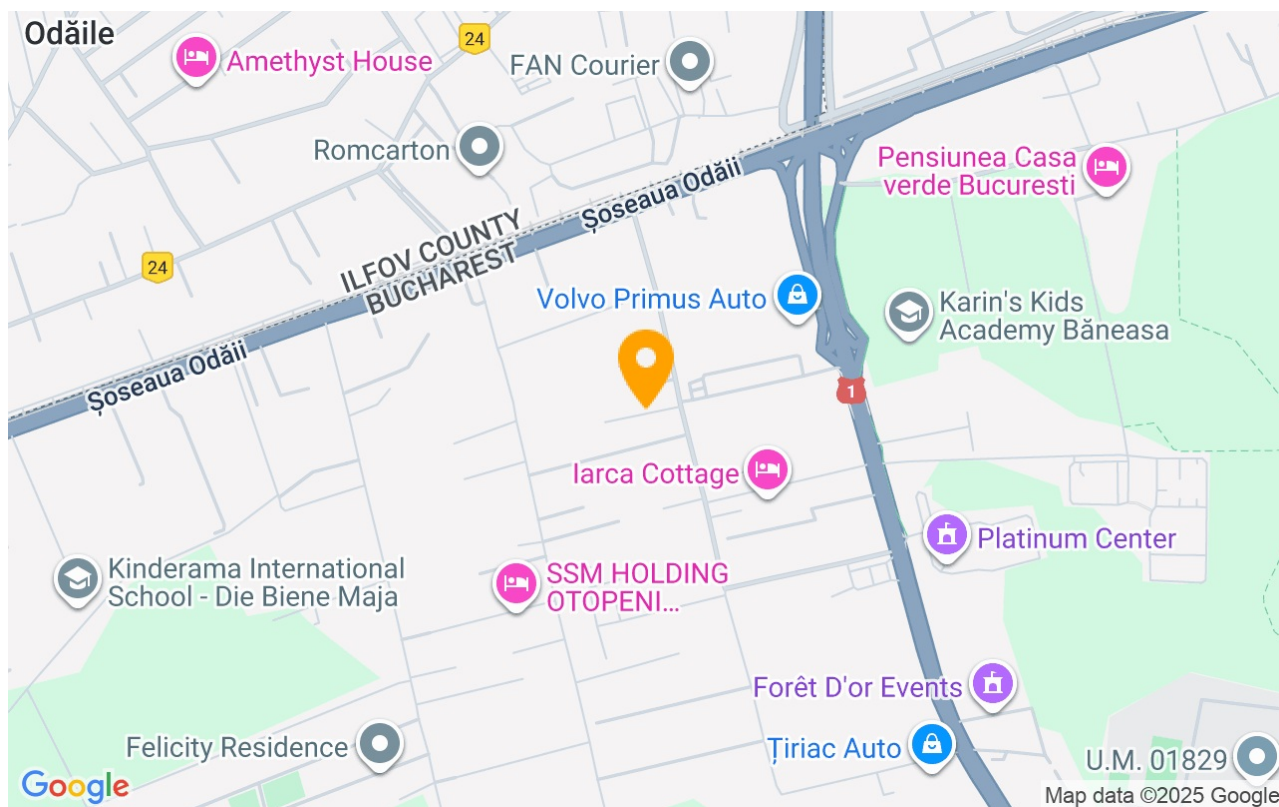 Odăile
24
Amethyst House
FAN Courier
Romcarton
Șoseaua Odăii
Pensiunea Casa
verde Bucuresti
24
ILFOV COUNTY
BUCHAREST
Volvo Primus Auto
Karin's Kids
Academy Băneasa
Șoseaua Odăii
1
Iarca Cottage
Platinum Center
Kinderama International
School - Die Biene Maja
SSM HOLDING
OTOPENI...
Forêt D'or Events
Felicity Residence
Țiriac Auto
U.M. 01829
Google
Map data ©2025 Google